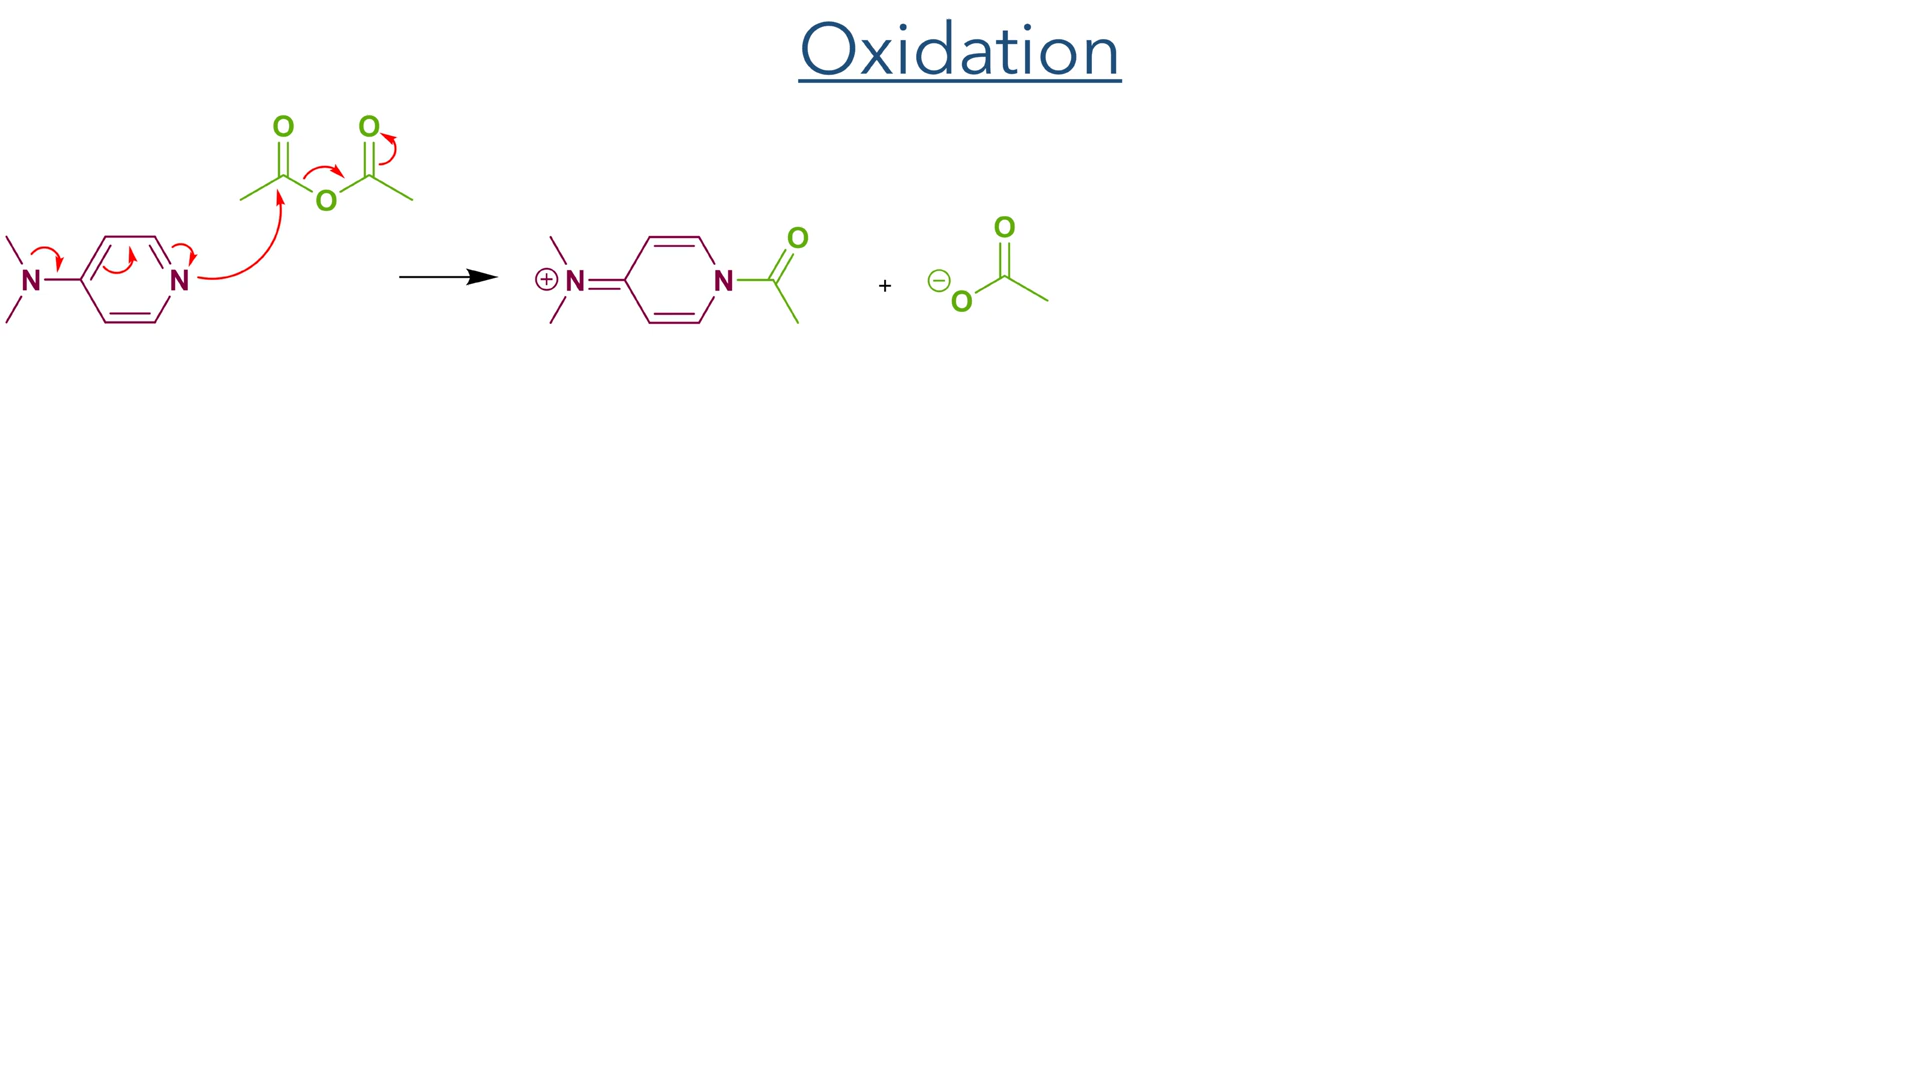 Oxidation
O O
O
N N
⊕ N N O
+
⊖ O O